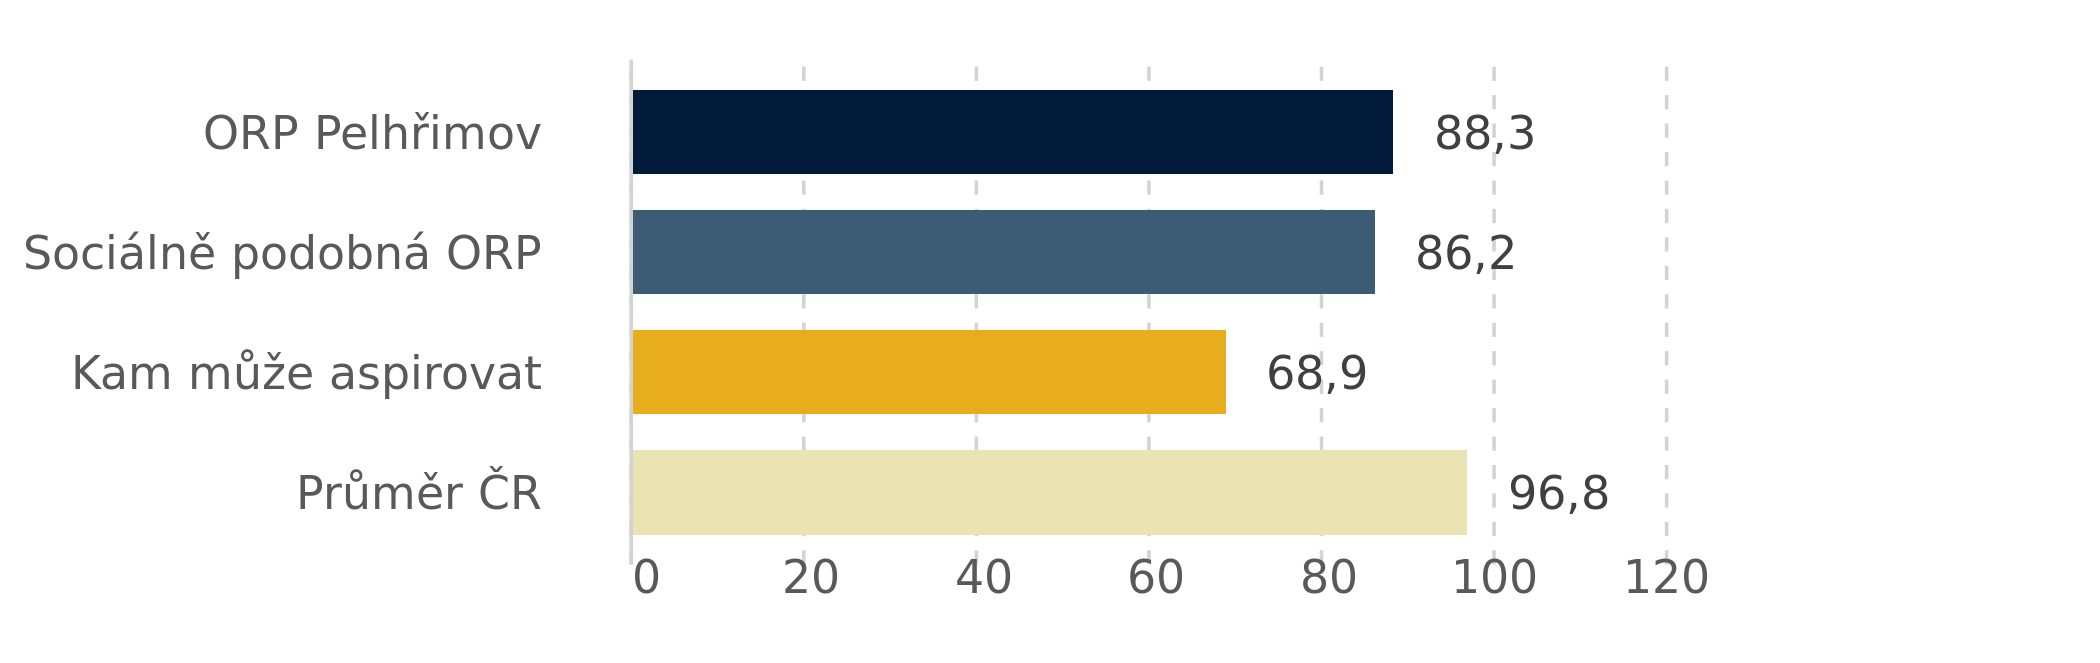 ORP Pelhřimov 88,3
Sociálně podobná ORP 86,2
Kam může aspirovat 68,9
Průměr ČR 96,8
0 20 40 60 80 100 120